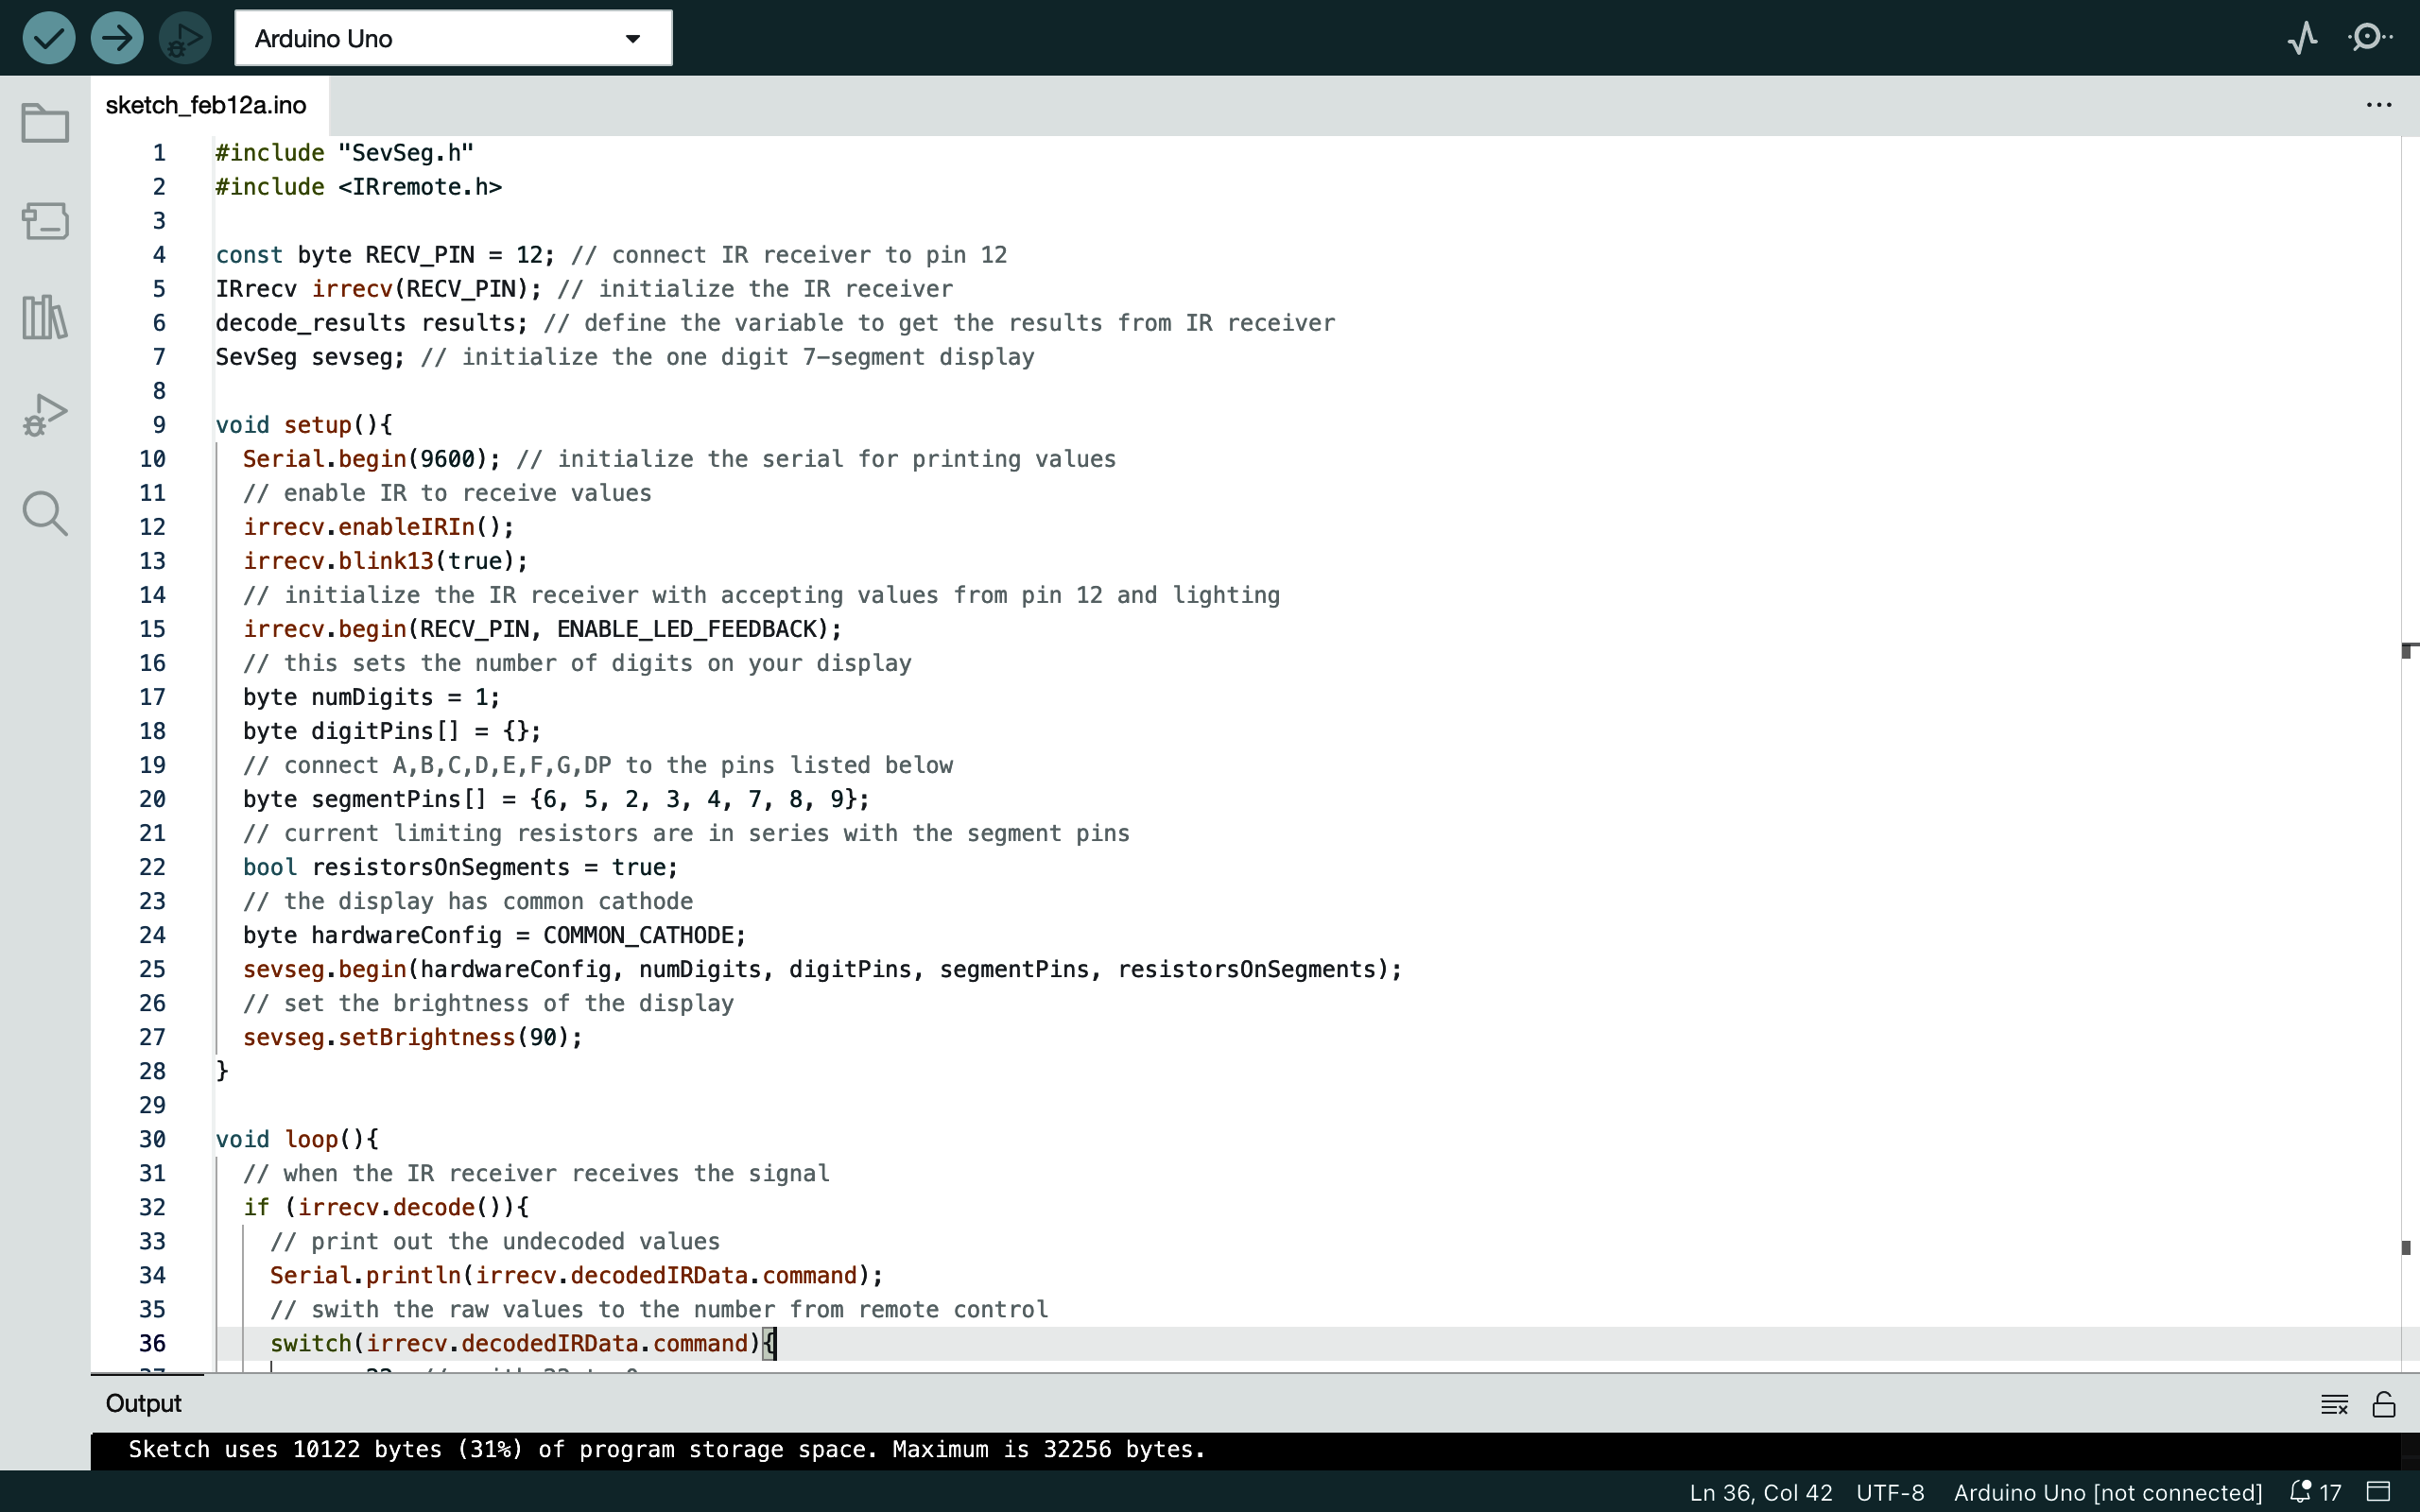 Arduino Uno
sketch_feb12a.ino
1 #include "SevSeg.h"
2 #include <IRremote.h>
3
4 const byte RECV_PIN = 12; // connect IR receiver to pin 12
5 IRrecv irrecv(RECV_PIN); // initialize the IR receiver
6 decode_results results; // define the variable to get the results from IR receiver
7 SevSeg sevseg; // initialize the one digit 7-segment display
8
9 void setup(){
10 Serial.begin(9600); // initialize the serial for printing values
11 // enable IR to receive values
12 irrecv.enableIRIn();
13 irrecv.blink13(true);
14 // initialize the IR receiver with accepting values from pin 12 and lighting
15 irrecv.begin(RECV_PIN, ENABLE_LED_FEEDBACK);
16 // this sets the number of digits on your display
17 byte numDigits = 1;
18 byte digitPins[] = {};
19 // connect A,B,C,D,E,F,G,DP to the pins listed below
20 byte segmentPins[] = {6, 5, 2, 3, 4, 7, 8, 9};
21 // current limiting resistors are in series with the segment pins
22 bool resistorsOnSegments = true;
23 // the display has common cathode
24 byte hardwareConfig = COMMON_CATHODE;
25 sevseg.begin(hardwareConfig, numDigits, digitPins, segmentPins, resistorsOnSegments);
26 // set the brightness of the display
27 sevseg.setBrightness(90);
28 }
29
30 void loop(){
31 // when the IR receiver receives the signal
32 if (irrecv.decode()){
33 // print out the undecoded values
34 Serial.println(irrecv.decodedIRData.command);
35 // swith the raw values to the number from remote control
36 switch(irrecv.decodedIRData.command){
Output
Sketch uses 10122 bytes (31%) of program storage space. Maximum is 32256 bytes.
Ln 36, Col 42 UTF-8 Arduino Uno [not connected] 17